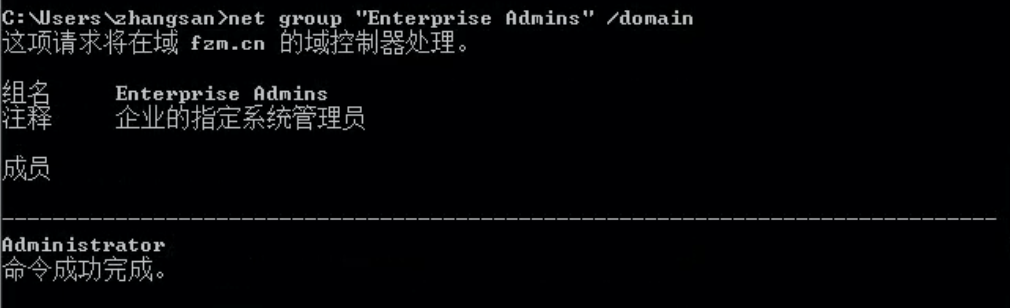 C:\Users\zhangsan>net group "Enterprise Admins" /domain
这项请求将在域 fzm.cn 的域控制器处理。
组名 Enterprise Admins
注释 企业的指定系统管理员
成员
-------------------------------------------------------------------------------
Administrator
命令成功完成。